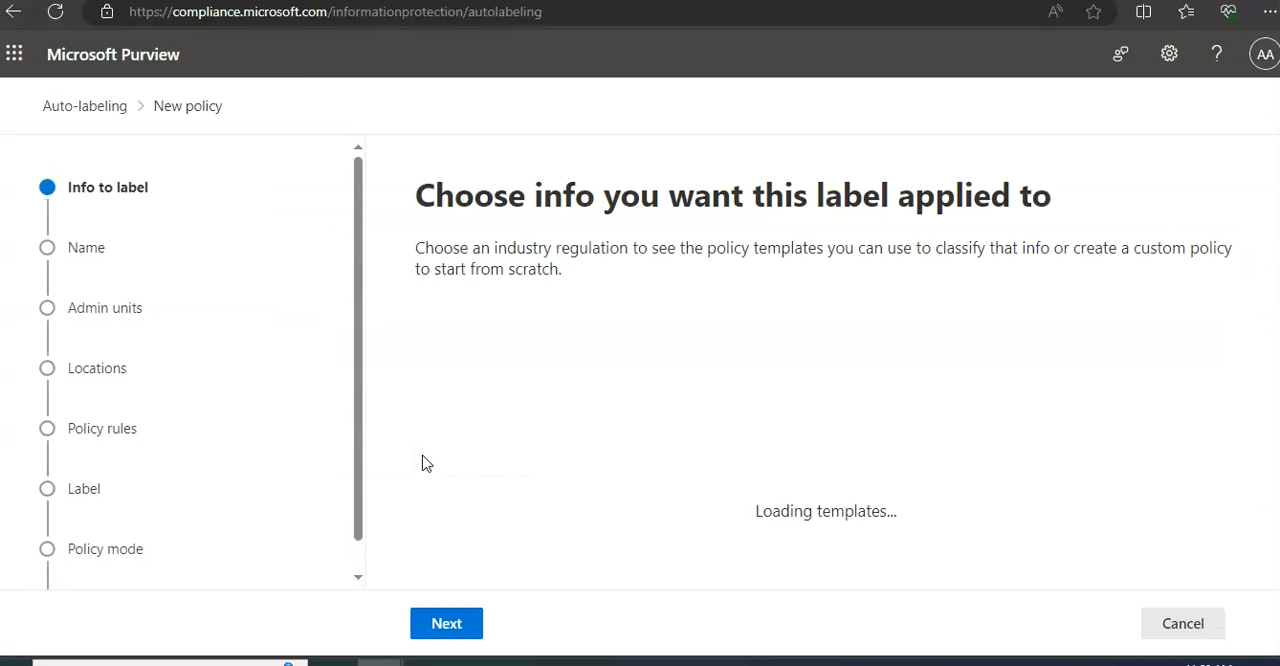 https://compliance.microsoft.com/informationprotection/autolabeling
Microsoft Purview
?
AA
Auto-labeling > New policy
Info to label
Name
Admin units
Locations
Policy rules
Label
Policy mode
Choose info you want this label applied to
Choose an industry regulation to see the policy templates you can use to classify that info or create a custom policy
to start from scratch.
Loading templates...
Next
Cancel